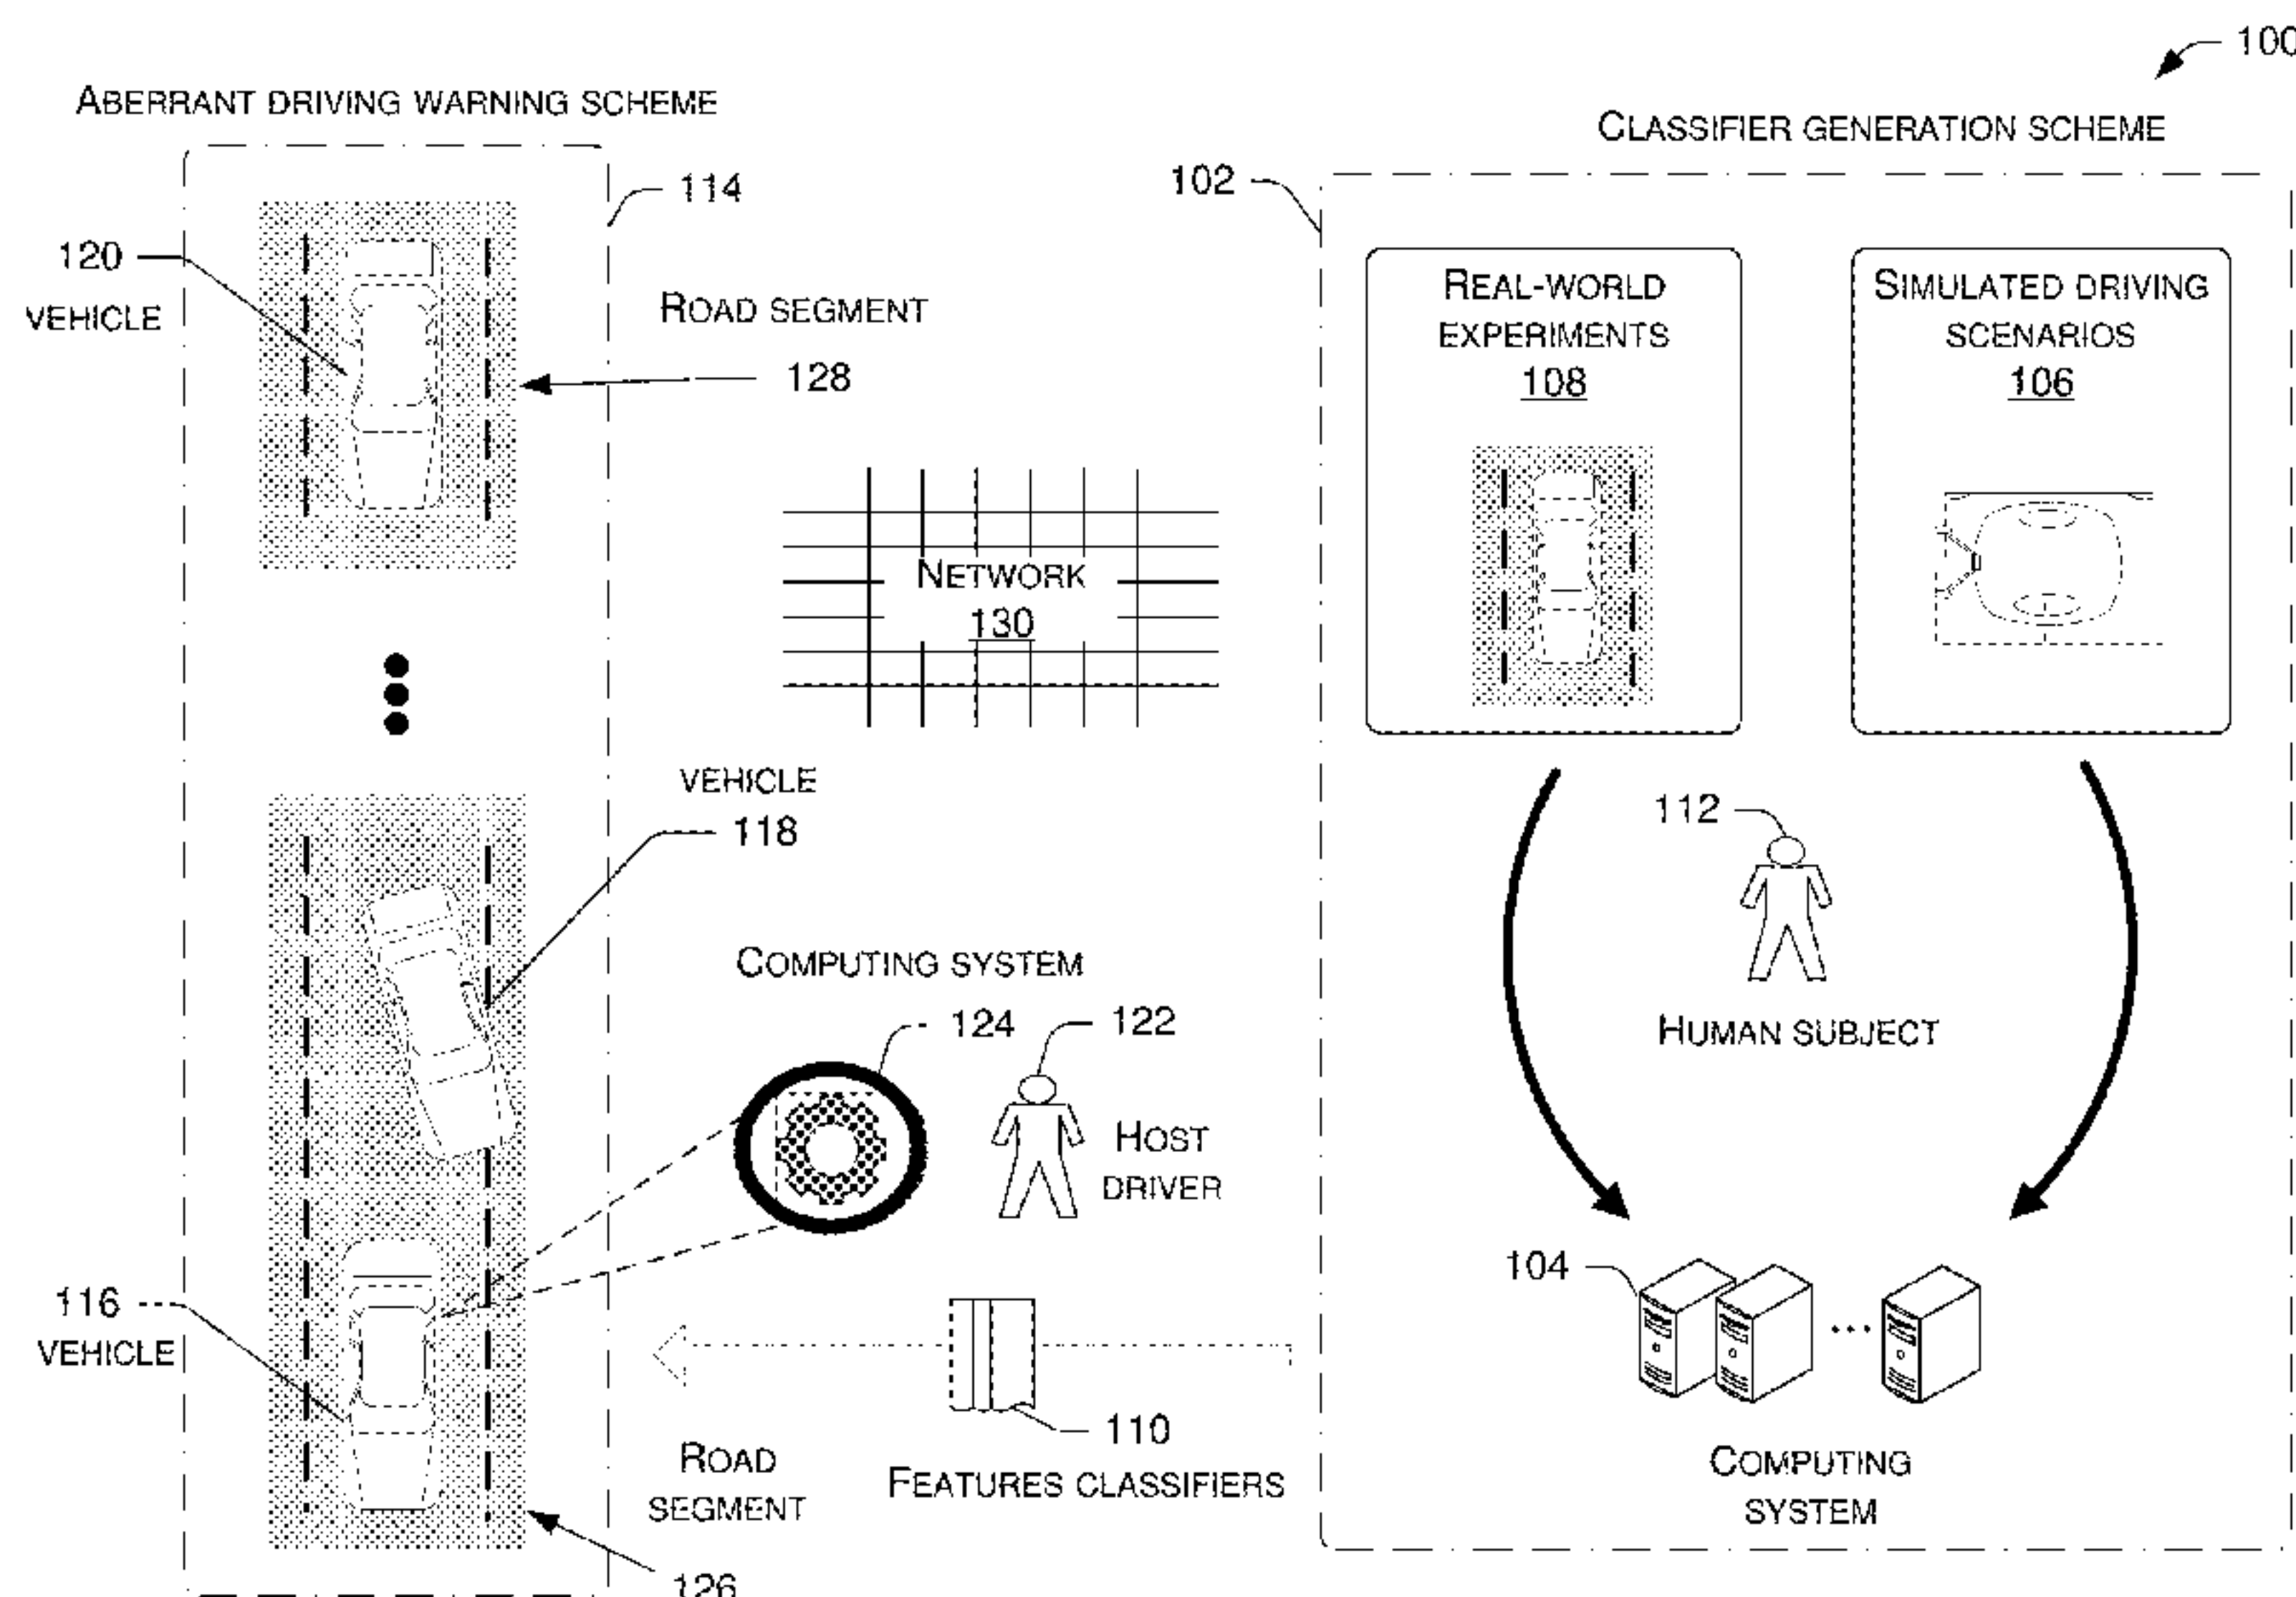 100
ABERRANT DRIVING WARNING SCHEME
CLASSIFIER GENERATION SCHEME
114
102
120
VEHICLE
ROAD SEGMENT
128
REAL-WORLD
EXPERIMENTS
108
SIMULATED DRIVING
SCENARIOS
106
NETWORK
130
VEHICLE
118
112
HUMAN SUBJECT
COMPUTING SYSTEM
124
122
HOST
DRIVER
116
VEHICLE
104
110
FEATURES CLASSIFIERS
ROAD
SEGMENT
126
COMPUTING
SYSTEM